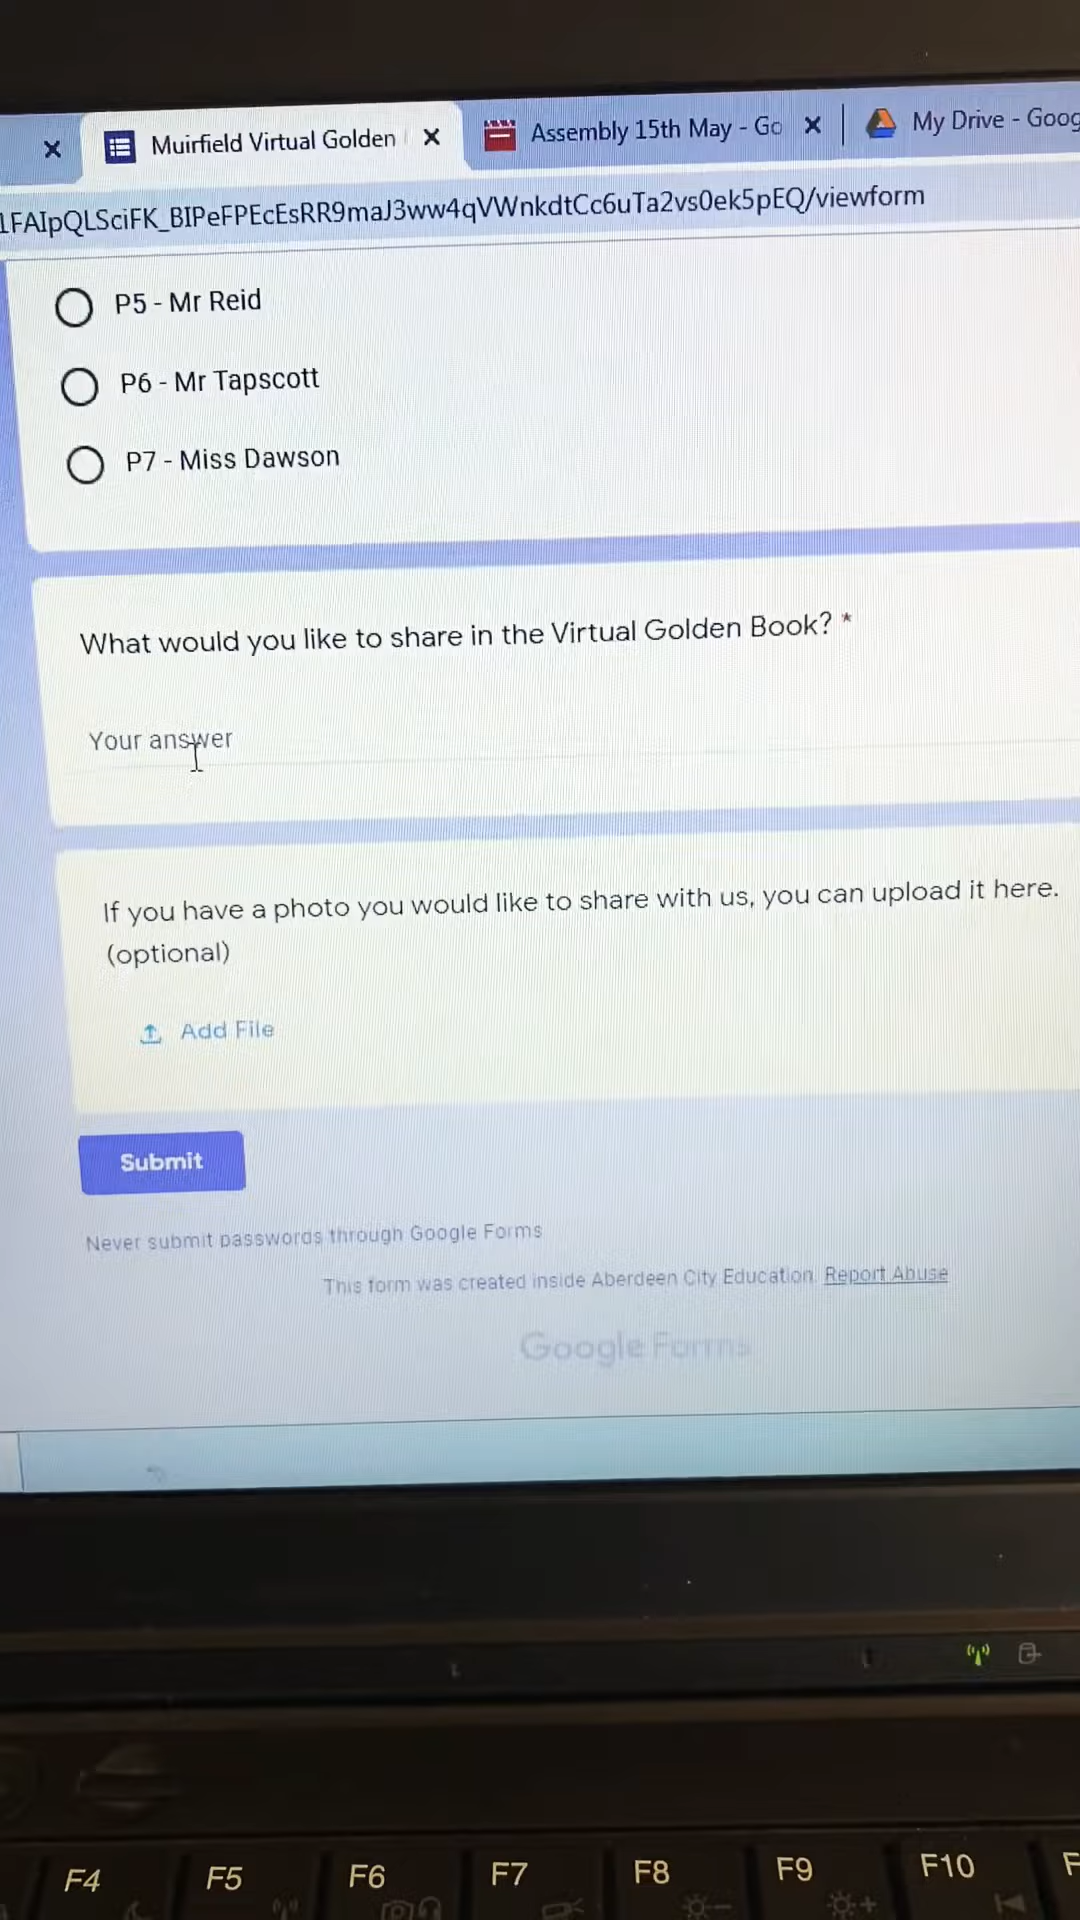 Muirfield Virtual Golden
Assembly 15th May - Go
My Drive - Goog
1FAIpQLSciFK_BIPeFPEcEsRR9maJ3ww4qVWnkdtCc6uTa2vs0ek5pEQ/viewform
P5 - Mr Reid
P6 - Mr Tapscott
P7 - Miss Dawson
What would you like to share in the Virtual Golden Book? *
Your answer
If you have a photo you would like to share with us, you can upload it here.
(optional)
Add File
Submit
Never submit passwords through Google Forms
This form was created inside Aberdeen City Education. Report Abuse
Google Forms
F4 F5 F6 F7 F8 F9 F10